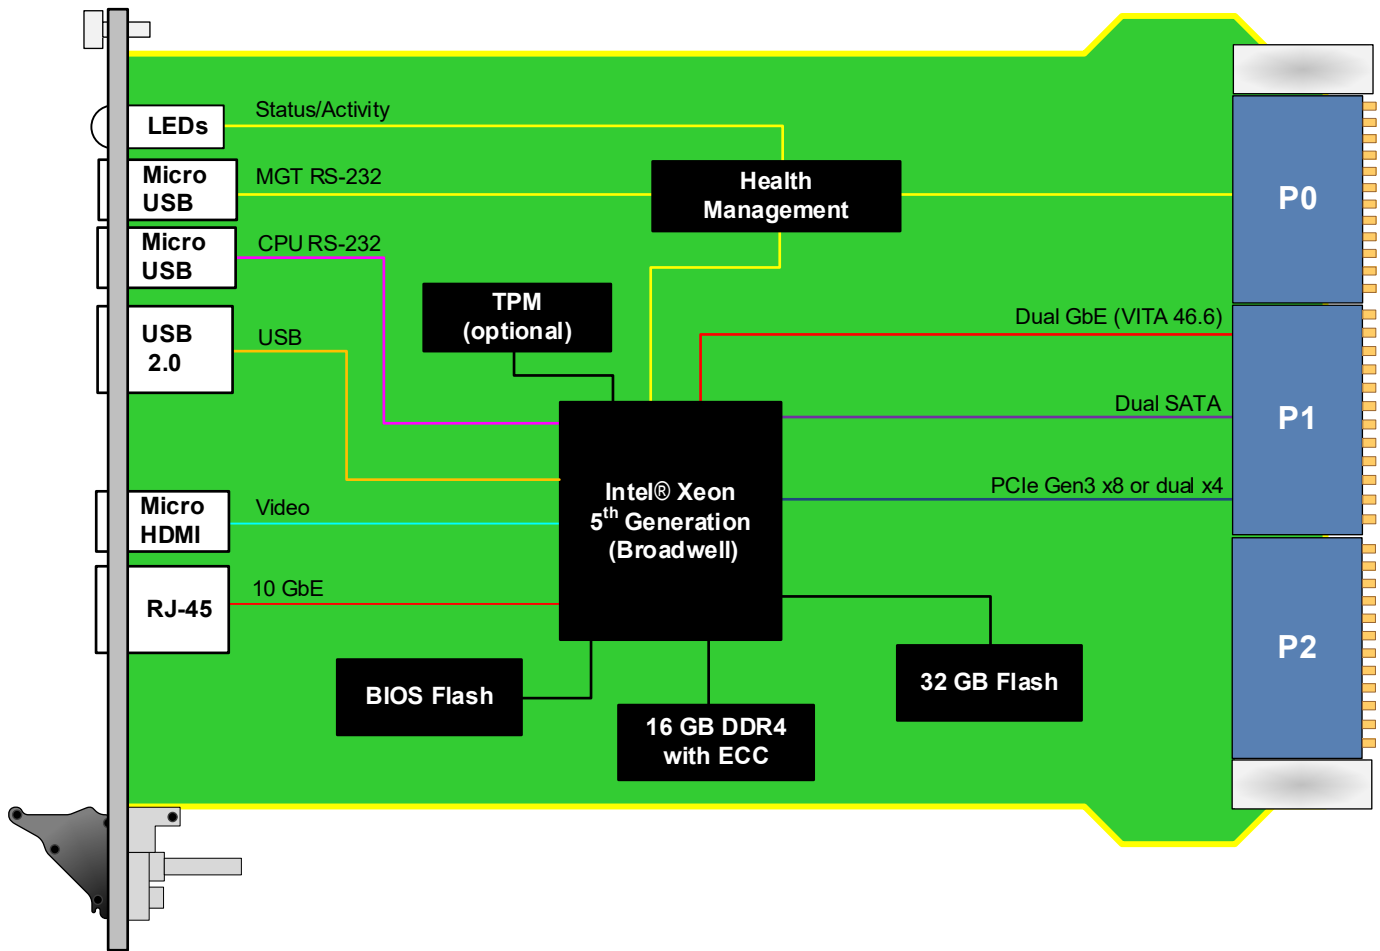 LEDs
Status/Activity
Micro
USB
MGT RS-232
Health
Management
P0
Micro
USB
CPU RS-232
TPM
(optional)
USB
2.0
USB
Dual GbE (VITA 46.6)
Dual SATA
P1
PCIe Gen3 x8 or dual x4
Intel® Xeon
5th Generation
(Broadwell)
Micro
HDMI
Video
RJ-45
10 GbE
P2
BIOS Flash
16 GB DDR4
with ECC
32 GB Flash